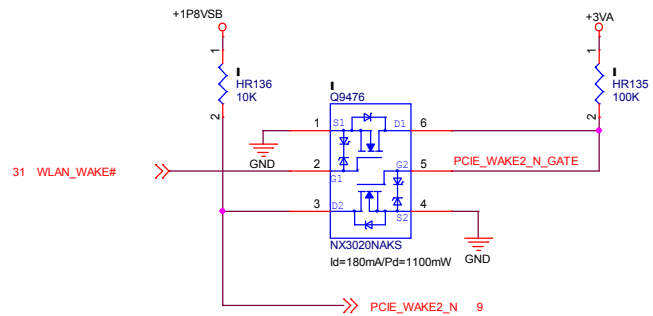 +1P8VSB
+3VA
1
1
I
HR136
10K
I
HR135
100K
2
2
I
Q9476
1
S1
D1
6
GND
31 WLAN_WAKE#
2
G1
G2
5
PCIE_WAKE2_N_GATE
3
D2
S2
4
GND
NX3020NAKS
Id=180mA/Pd=1100mW
PCIE_WAKE2_N 9